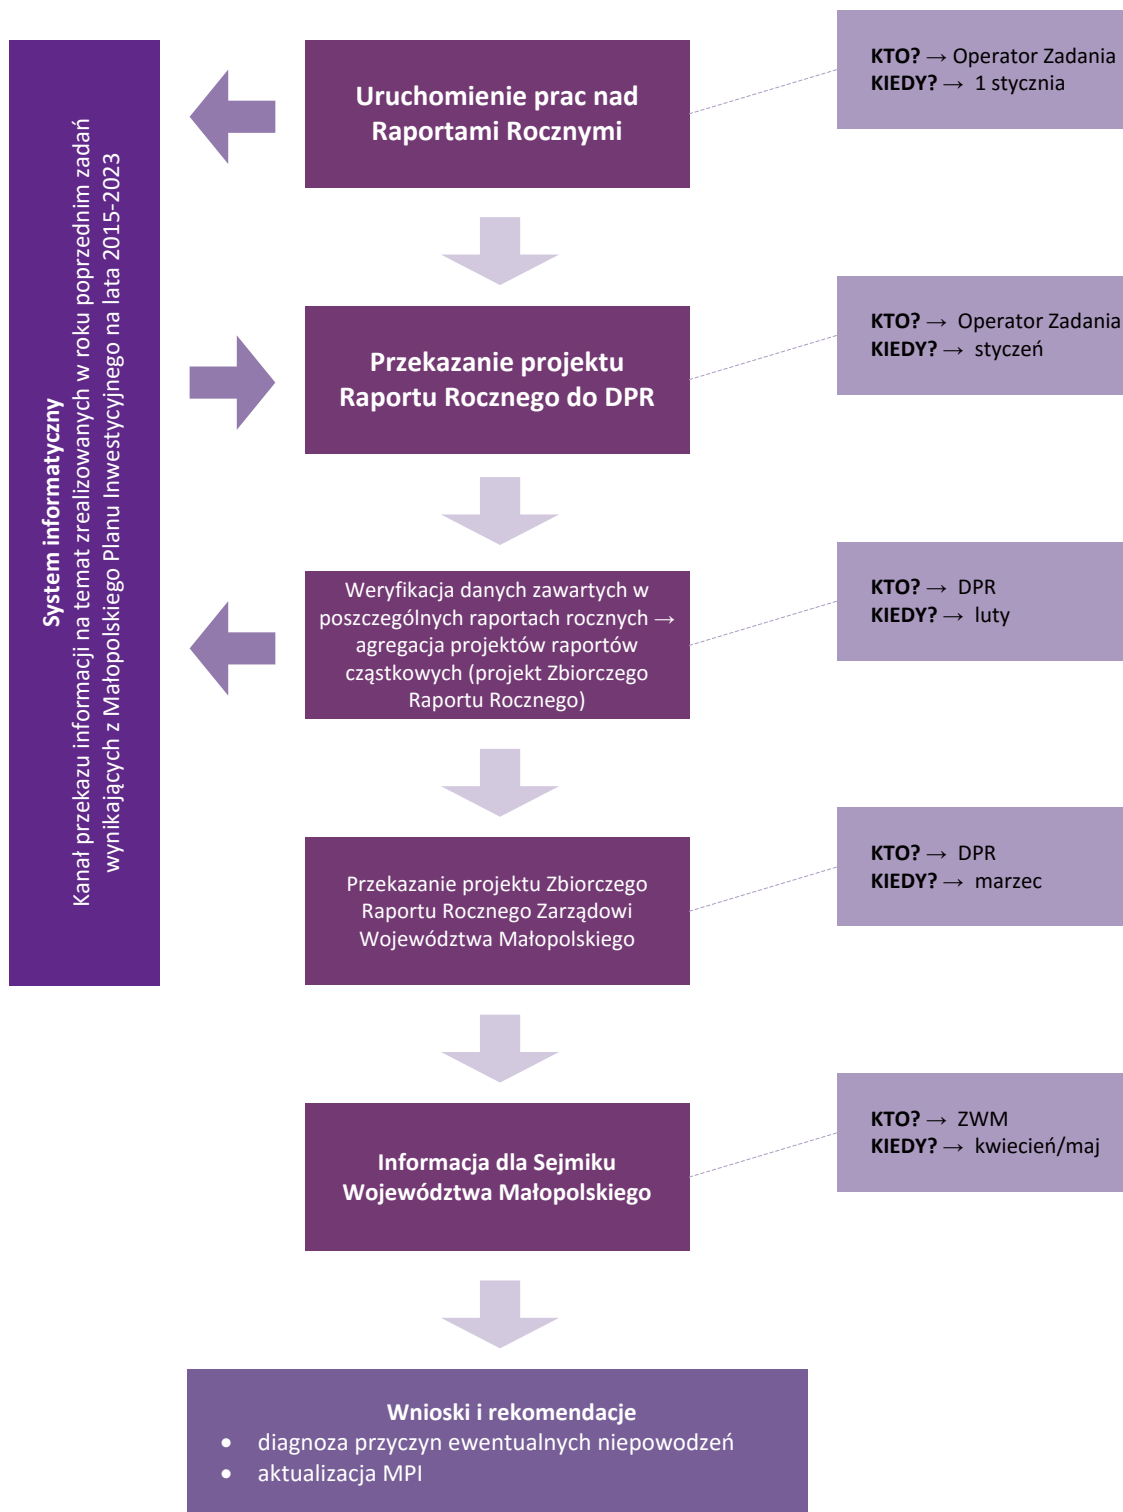 System informatyczny
Kanał przekazu informacji na temat zrealizowanych w roku poprzednim zadań
wynikających z Małopolskiego Planu Inwestycyjnego na lata 2015-2023
Uruchomienie prac nad
Raportami Rocznymi
KTO? → Operator Zadania
KIEDY? → 1 stycznia
Przekazanie projektu
Raportu Rocznego do DPR
KTO? → Operator Zadania
KIEDY? → styczeń
Weryfikacja danych zawartych w
poszczególnych raportach rocznych →
agregacja projektów raportów
cząstkowych (projekt Zbiorczego
Raportu Rocznego)
KTO? → DPR
KIEDY? → luty
Przekazanie projektu Zbiorczego
Raportu Rocznego Zarządowi
Województwa Małopolskiego
KTO? → DPR
KIEDY? → marzec
Informacja dla Sejmiku
Województwa Małopolskiego
KTO? → ZWM
KIEDY? → kwiecień/maj
Wnioski i rekomendacje
• diagnoza przyczyn ewentualnych niepowodzeń
• aktualizacja MPI